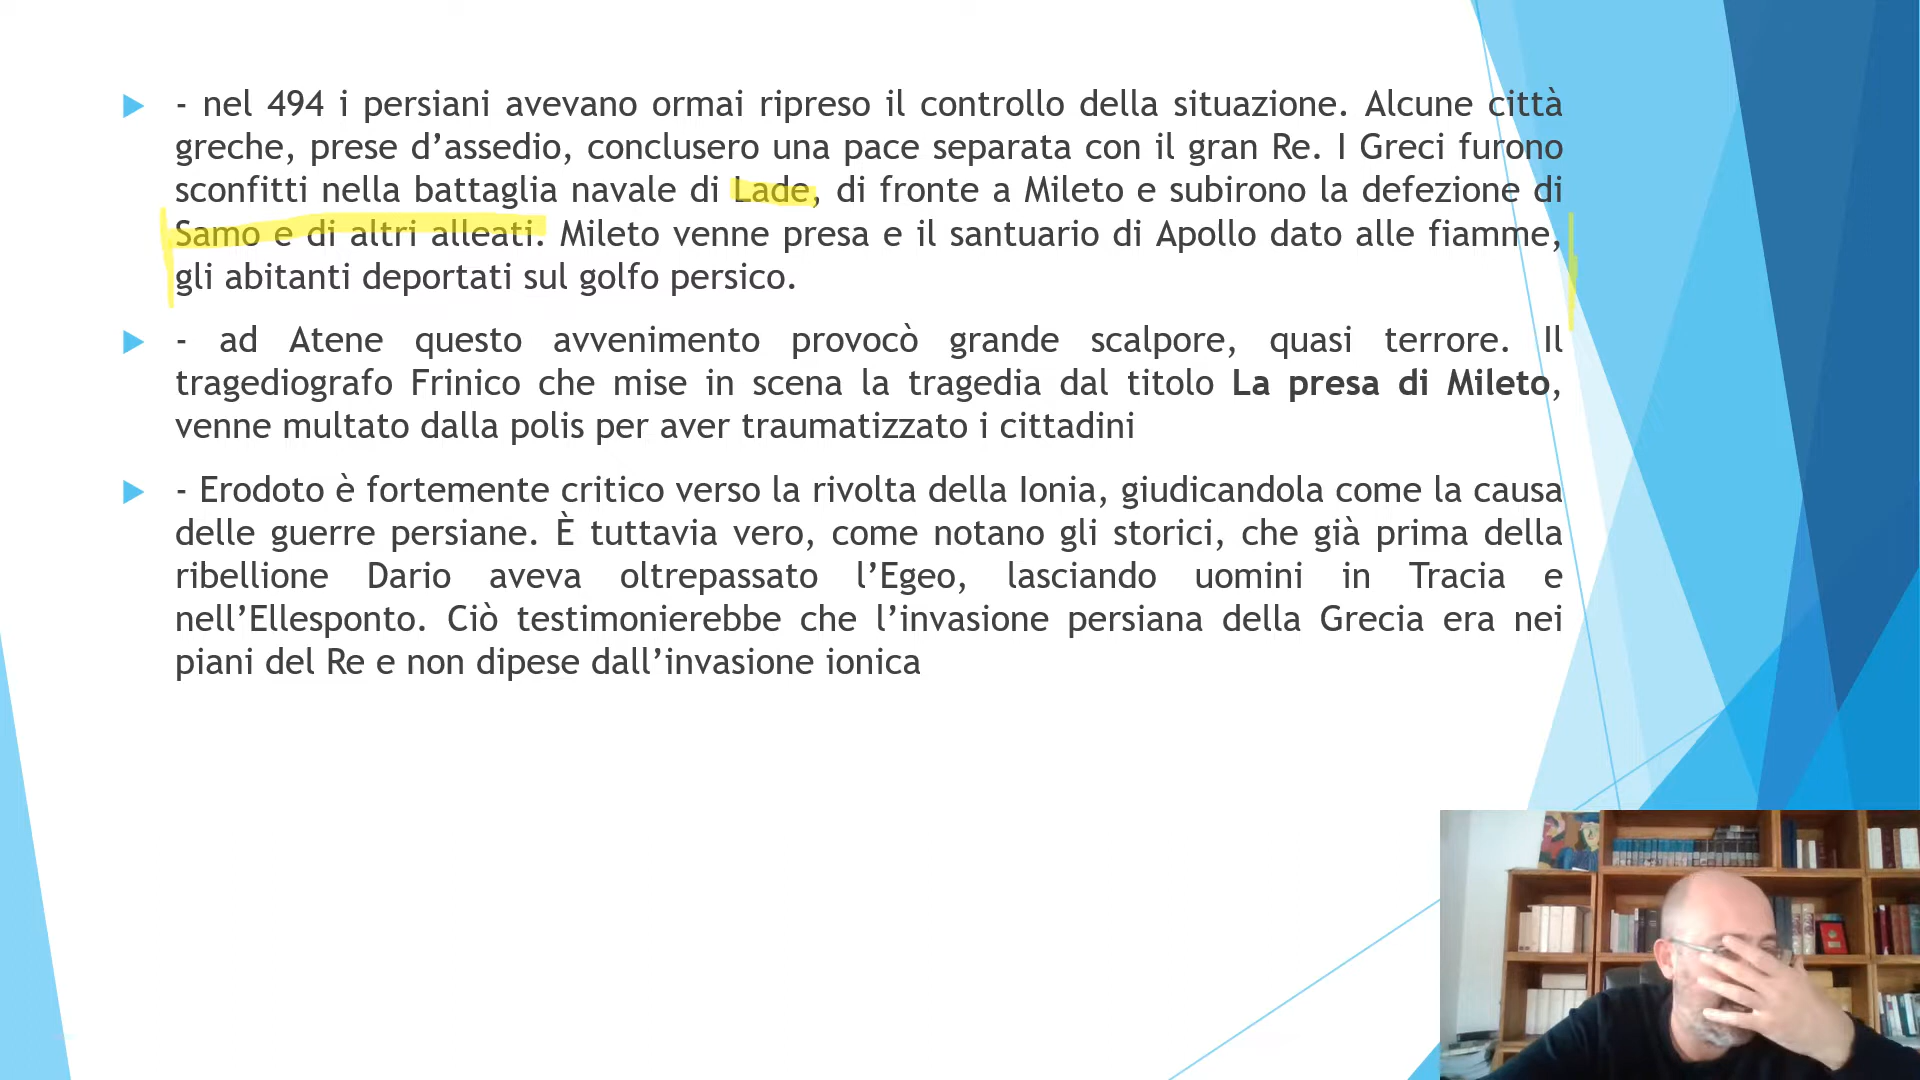 - nel 494 i persiani avevano ormai ripreso il controllo della situazione. Alcune città
greche, prese d’assedio, conclusero una pace separata con il gran Re. I Greci furono
sconfitti nella battaglia navale di Lade, di fronte a Mileto e subirono la defezione di
Samo e di altri alleati. Mileto venne presa e il santuario di Apollo dato alle fiamme,
gli abitanti deportati sul golfo persico.
- ad Atene questo avvenimento provocò grande scalpore, quasi terrore. Il
tragediografo Frinico che mise in scena la tragedia dal titolo La presa di Mileto,
venne multato dalla polis per aver traumatizzato i cittadini
- Erodoto è fortemente critico verso la rivolta della Ionia, giudicandola come la causa
delle guerre persiane. È tuttavia vero, come notano gli storici, che già prima della
ribellione Dario aveva oltrepassato l’Egeo, lasciando uomini in Tracia e
nell’Ellesponto. Ciò testimonierebbe che l’invasione persiana della Grecia era nei
piani del Re e non dipese dall’invasione ionica